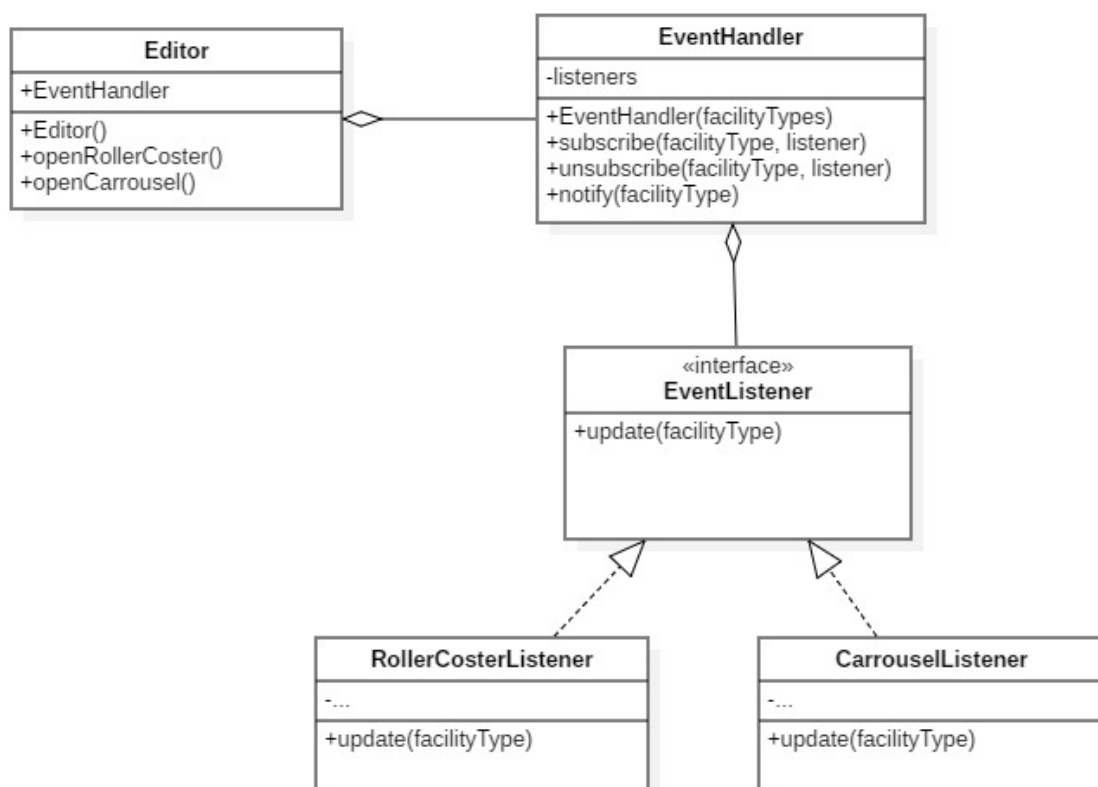 Editor
+EventHandler
+Editor()
+openRollerCoster()
+openCarrousel()
EventHandler
-listeners
+EventHandler(facilityTypes)
+subscribe(facilityType, listener)
+unsubscribe(facilityType, listener)
+notify(facilityType)
«interface»
EventListener
+update(facilityType)
RollerCosterListener
-...
+update(facilityType)
CarrouselListener
-...
+update(facilityType)